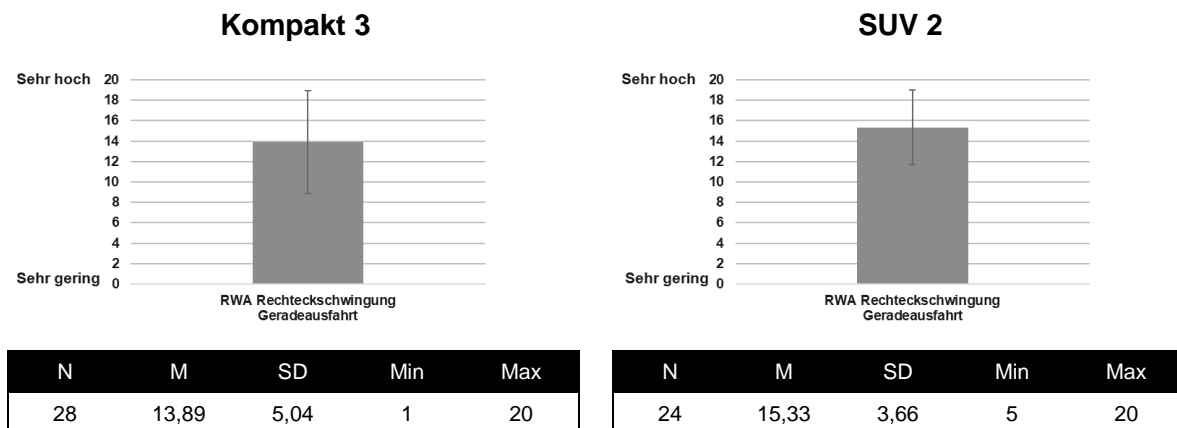 Kompakt 3
Sehr hoch 20
18
16
14
12
10
8
6
4
2
Sehr gering 0
RWA Rechteckschwingung
Geradeausfahrt
N M SD Min Max
28 13,89 5,04 1 20
SUV 2
Sehr hoch 20
18
16
14
12
10
8
6
4
2
Sehr gering 0
RWA Rechteckschwingung
Geradeausfahrt
N M SD Min Max
24 15,33 3,66 5 20